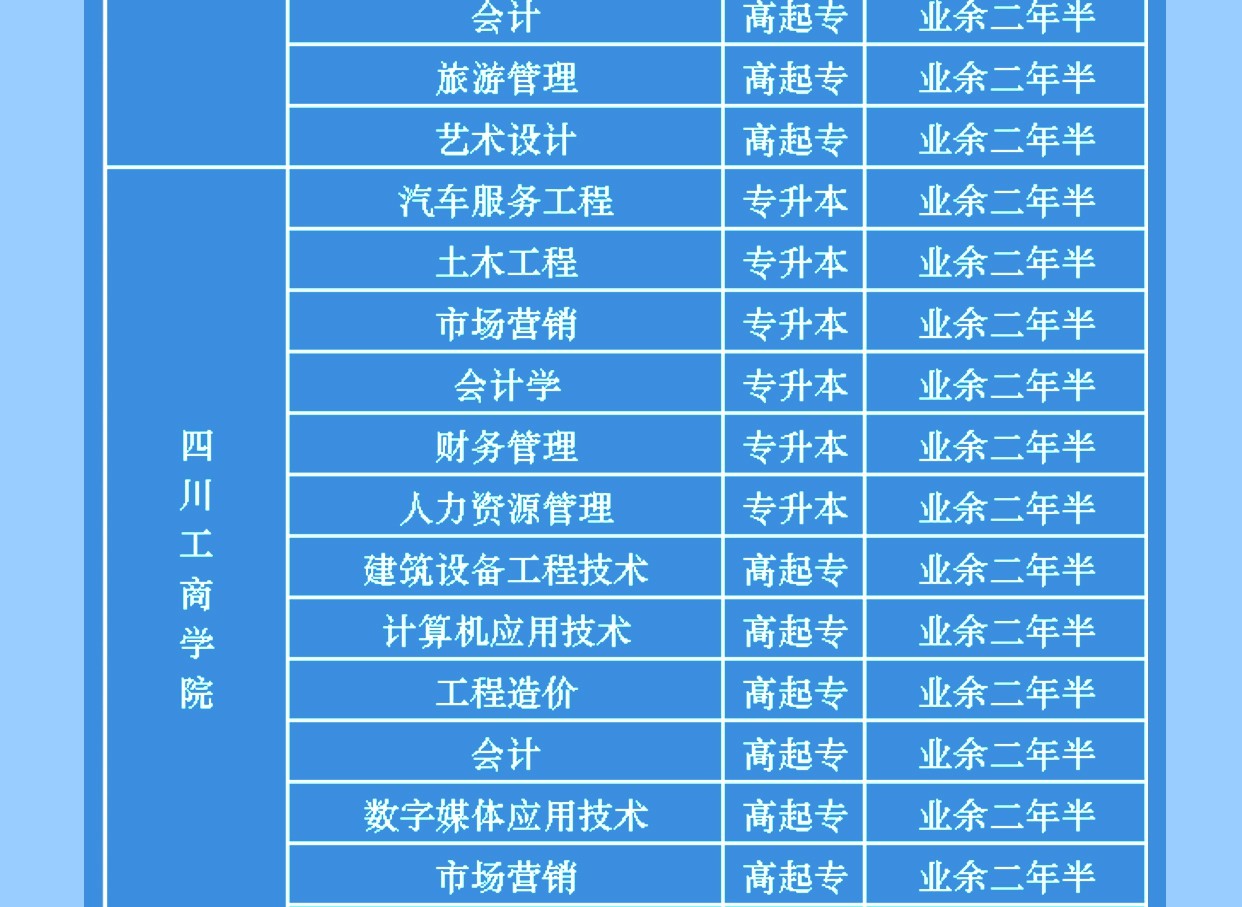 会计 高起专 业余二年半
旅游管理 高起专 业余二年半
艺术设计 高起专 业余二年半
四川工商学院
汽车服务工程 专升本 业余二年半
土木工程 专升本 业余二年半
市场营销 专升本 业余二年半
会计学 专升本 业余二年半
财务管理 专升本 业余二年半
人力资源管理 专升本 业余二年半
建筑设备工程技术 高起专 业余二年半
计算机应用技术 高起专 业余二年半
工程造价 高起专 业余二年半
会计 高起专 业余二年半
数字媒体应用技术 高起专 业余二年半
市场营销 高起专 业余二年半